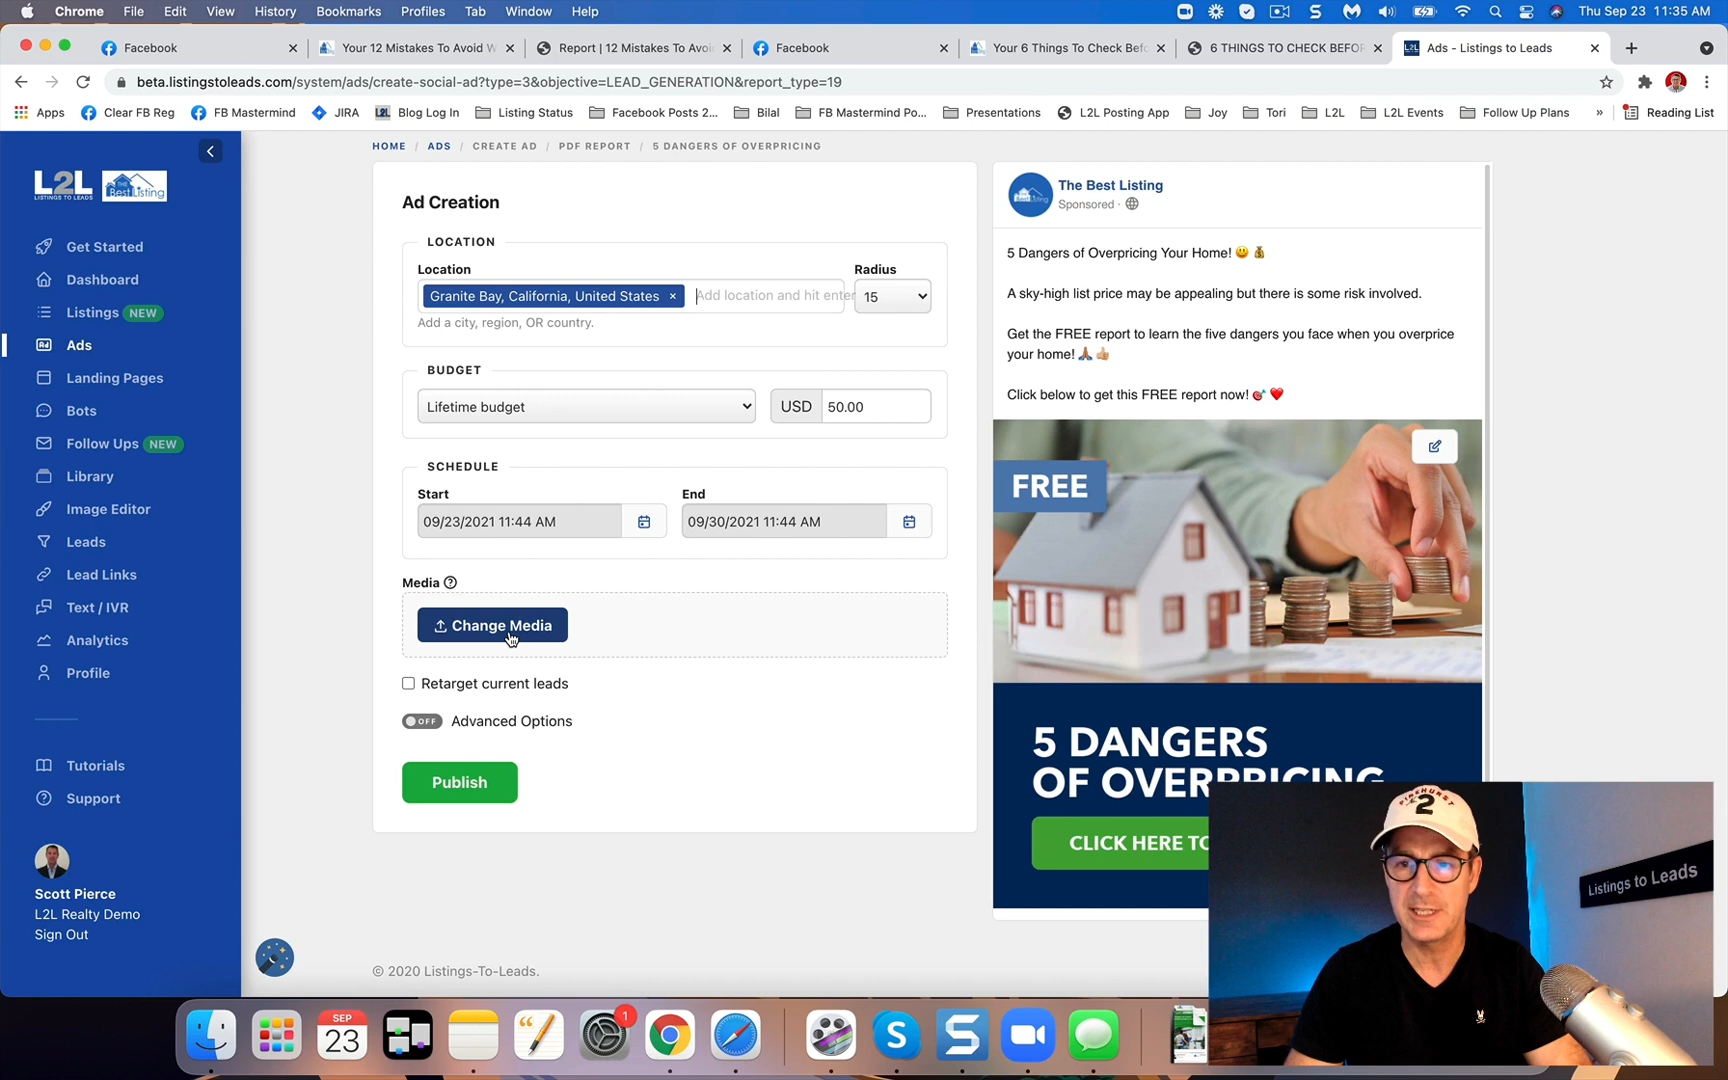 Chrome File Edit View History Bookmarks Profiles Tab Window Help Thu Sep 23 11:35 AM
Facebook Your 12 Mistakes To Avoid W Report | 12 Mistakes To Avoi Facebook Your 6 Things To Check Bef 6 THINGS TO CHECK BEFOR Ads - Listings to Leads
beta.listingstoleads.com/system/ads/create-social-ad?type=3&objective=LEAD_GENERATION&report_type=19
Apps Clear FB Reg FB Mastermind JIRA Blog Log In Listing Status Facebook Posts 2... Bilal FB Mastermind Po... Presentations L2L Posting App Joy Tori L2L L2L Events Follow Up Plans » Reading List
L2L
LISTINGS TO LEADS
THE
Best Listing
Get Started
Dashboard
Listings NEW
Ads
Landing Pages
Bots
Follow Ups NEW
Library
Image Editor
Leads
Lead Links
Text / IVR
Analytics
Profile
Tutorials
Support
Scott Pierce
L2L Realty Demo
Sign Out
HOME / ADS / CREATE AD / PDF REPORT / 5 DANGERS OF OVERPRICING
Ad Creation
LOCATION
Location Radius
Granite Bay, California, United States × Add location and hit enter 15
Add a city, region, OR country.
BUDGET
Lifetime budget USD 50.00
SCHEDULE
Start End
09/23/2021 11:44 AM 09/30/2021 11:44 AM
Media
Change Media
Retarget current leads
OFF Advanced Options
Publish
© 2020 Listings-To-Leads.
The Best Listing
Sponsored ·
5 Dangers of Overpricing Your Home! 😃 💰
A sky-high list price may be appealing but there is some risk involved.
Get the FREE report to learn the five dangers you face when you overprice
your home! 🙏🏽 👍🏼
Click below to get this FREE report now! 🎯 ❤️
FREE
5 DANGERS
OF OVERPRICING
CLICK HERE TO
PINEHURST
2
Listings to Leads
SEP
23
1